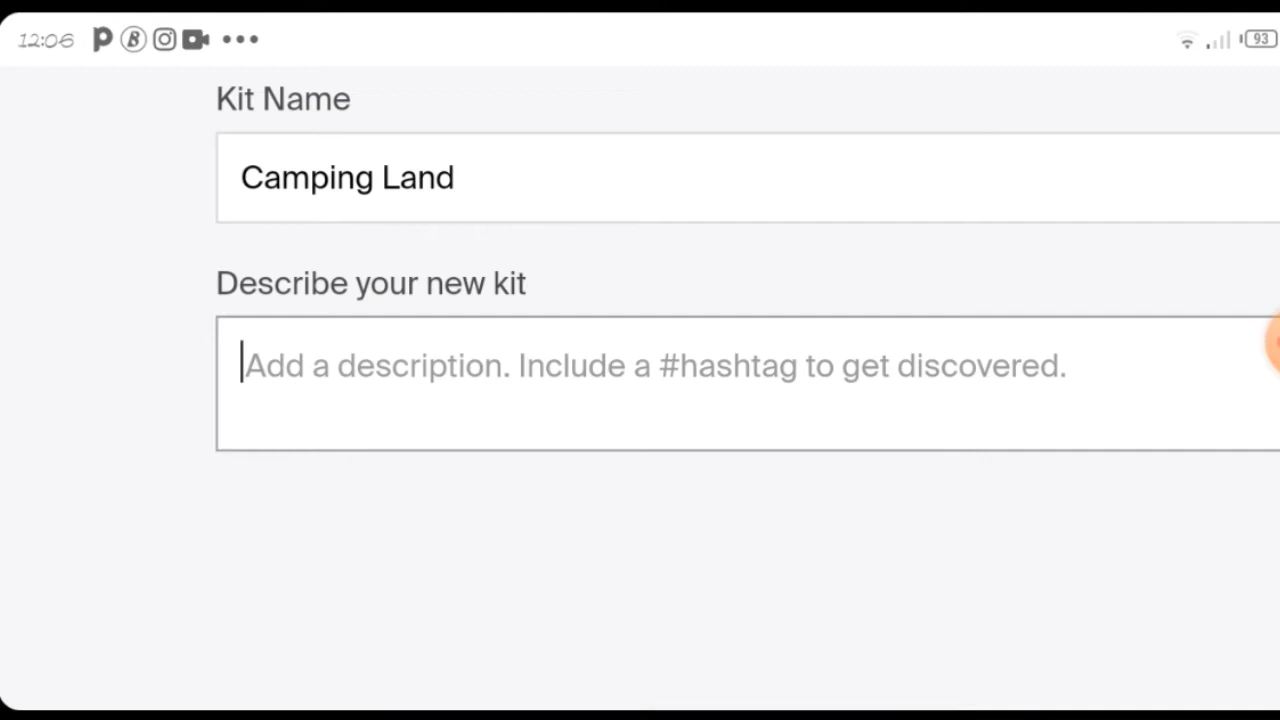 12:06
93
Kit Name
Camping Land
Describe your new kit
Add a description. Include a #hashtag to get discovered.